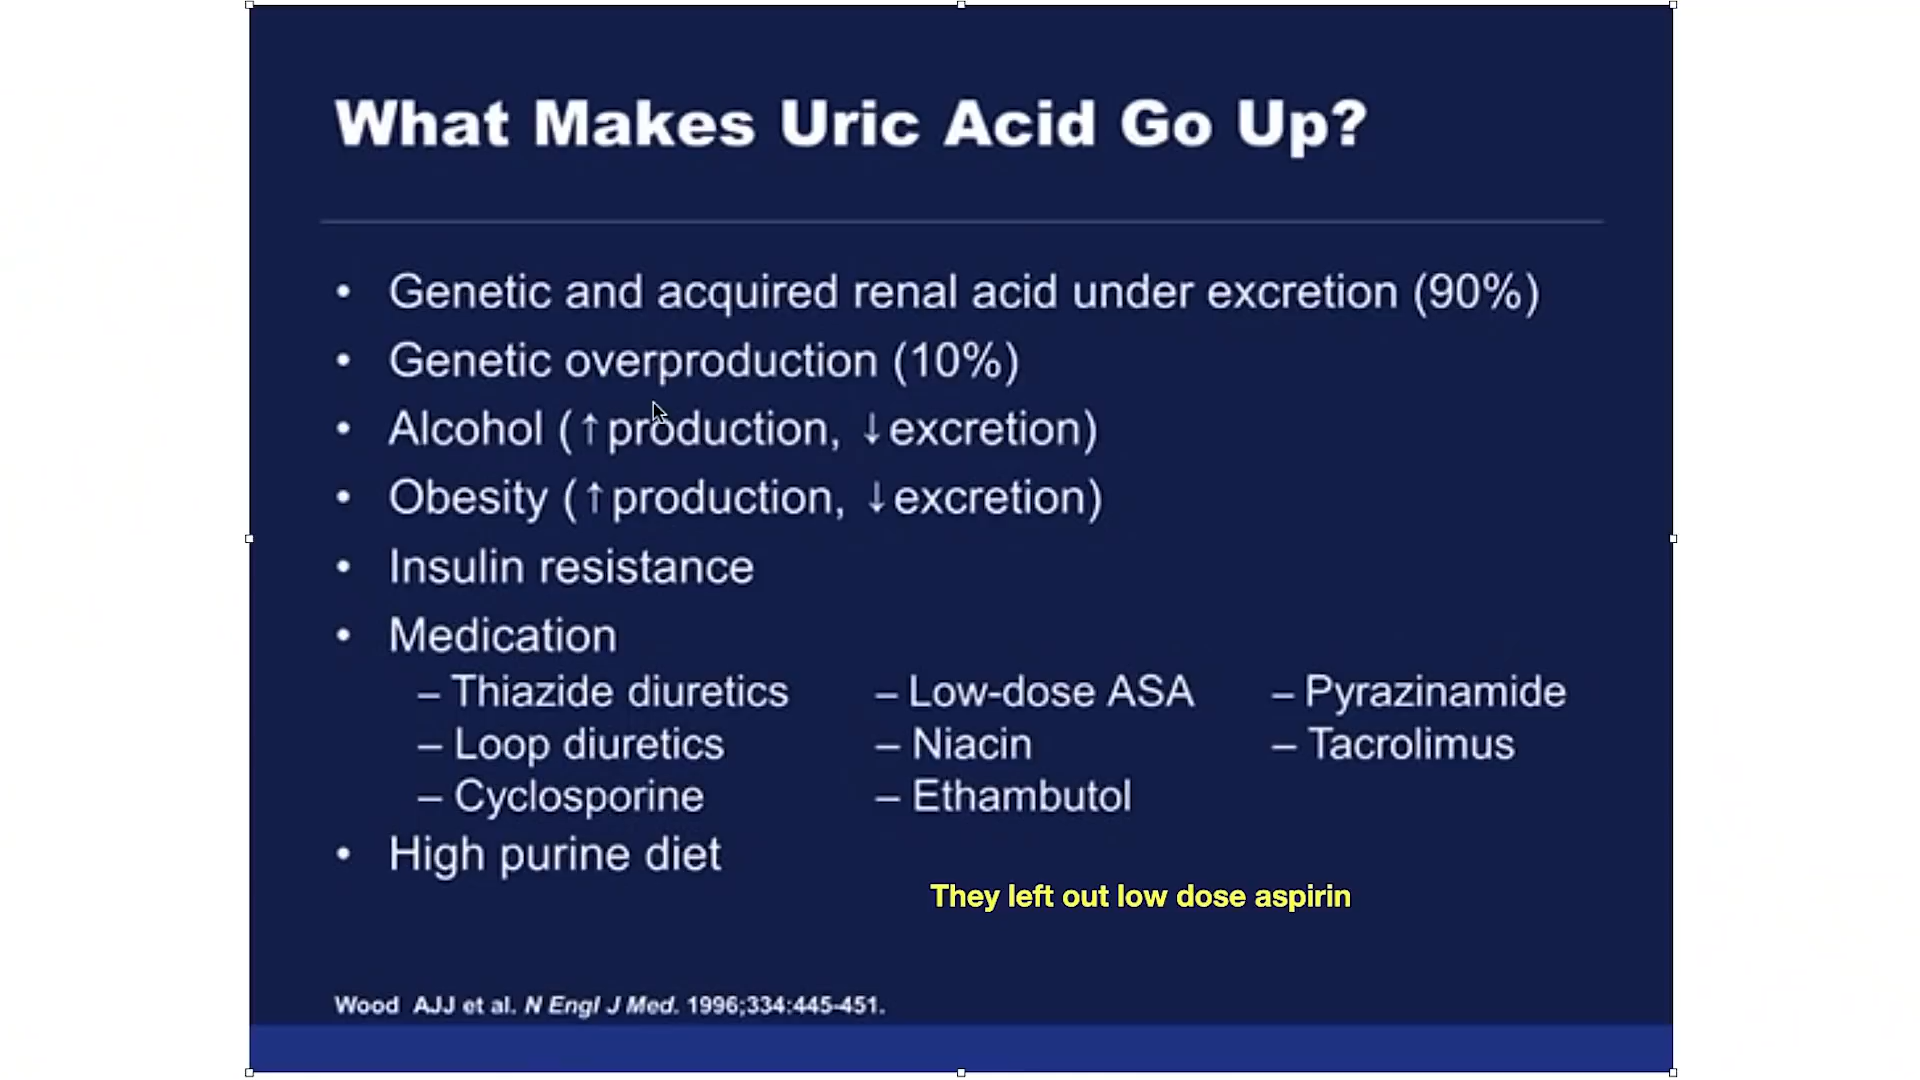 What Makes Uric Acid Go Up?
• Genetic and acquired renal acid under excretion (90%)
• Genetic overproduction (10%)
• Alcohol (↑production, ↓excretion)
• Obesity (↑production, ↓excretion)
• Insulin resistance
• Medication
– Thiazide diuretics – Low-dose ASA – Pyrazinamide
– Loop diuretics – Niacin – Tacrolimus
– Cyclosporine – Ethambutol
• High purine diet
They left out low dose aspirin
Wood AJJ et al. N Engl J Med. 1996;334:445-451.